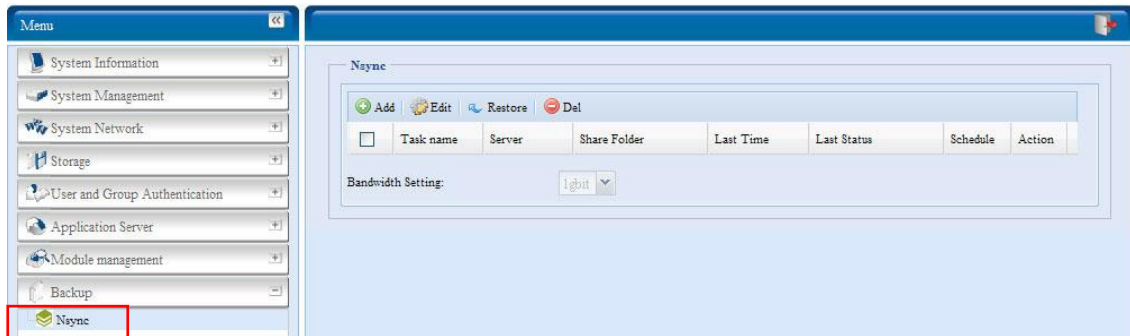 Menu
System Information
System Management
System Network
Storage
User and Group Authentication
Application Server
Module management
Backup
Nsync
Nsync
Add Edit Restore Del
Task name Server Share Folder Last Time Last Status Schedule Action
Bandwidth Setting: 1gbit